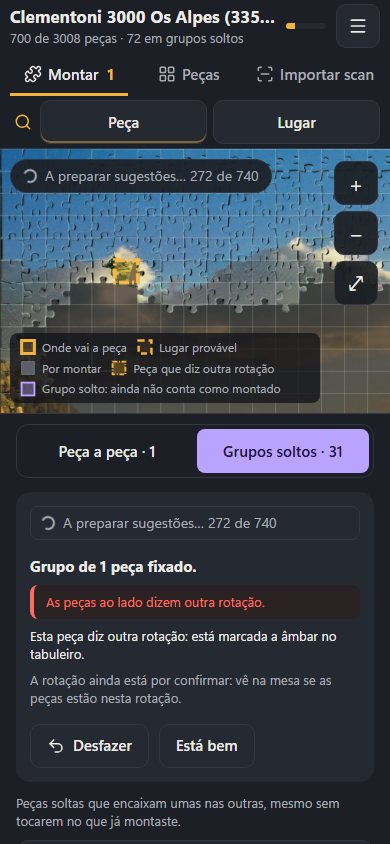 Clementoni 3000 Os Alpes (335...
700 de 3008 peças · 72 em grupos soltos
Montar 1
Peças
Importar scan
Peça
Lugar
A preparar sugestões... 272 de 740
+
−
Onde vai a peça
Lugar provável
Por montar
Peça que diz outra rotação
Grupo solto: ainda não conta como montado
Peça a peça · 1
Grupos soltos · 31
A preparar sugestões... 272 de 740
Grupo de 1 peça fixado.
As peças ao lado dizem outra rotação.
Esta peça diz outra rotação: está marcada a âmbar no
tabuleiro.
A rotação ainda está por confirmar: vê na mesa se as
peças estão nesta rotação.
Desfazer
Está bem
Peças soltas que encaixam umas nas outras, mesmo sem
tocarem no que já montaste.